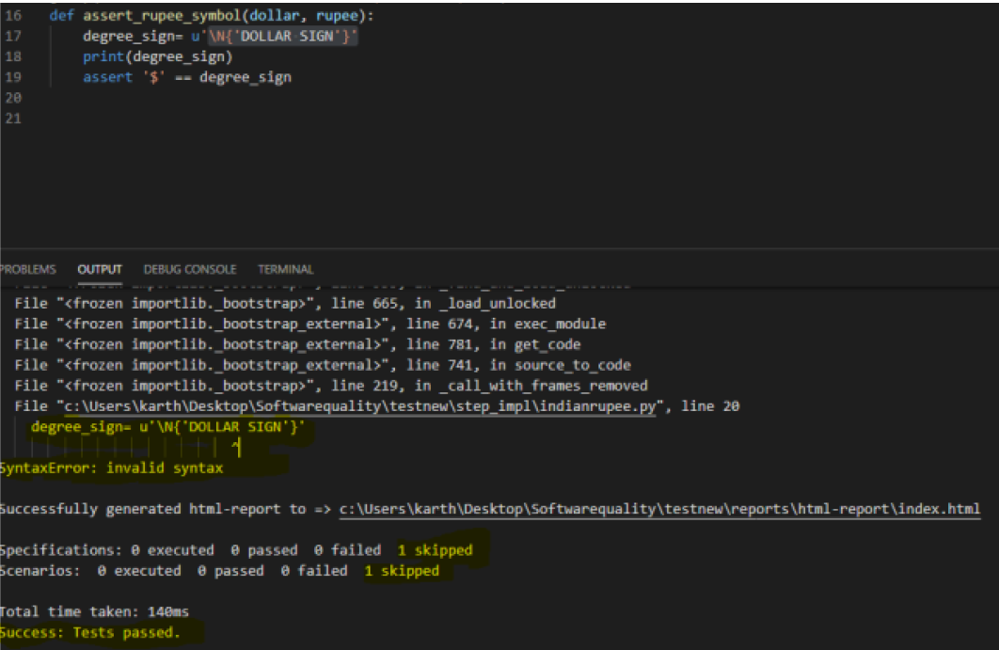 16 def assert_rupee_symbol(dollar, rupee):
17 degree_sign= u'\N{'DOLLAR SIGN'}'
18 print(degree_sign)
19 assert '$' == degree_sign
20
21
PROBLEMS OUTPUT DEBUG CONSOLE TERMINAL
File "<frozen importlib._bootstrap>", line 665, in _load_unlocked
File "<frozen importlib._bootstrap_external>", line 674, in exec_module
File "<frozen importlib._bootstrap_external>", line 781, in get_code
File "<frozen importlib._bootstrap_external>", line 741, in source_to_code
File "<frozen importlib._bootstrap>", line 219, in _call_with_frames_removed
File "c:\Users\karth\Desktop\Softwarequality\testnew\step_impl\indianrupee.py", line 20
degree_sign= u'\N{'DOLLAR SIGN'}'
^
SyntaxError: invalid syntax
Successfully generated html-report to => c:\Users\karth\Desktop\Softwarequality\testnew\reports\html-report\index.html
Specifications: 0 executed 0 passed 0 failed 1 skipped
Scenarios: 0 executed 0 passed 0 failed 1 skipped
Total time taken: 140ms
Success: Tests passed.